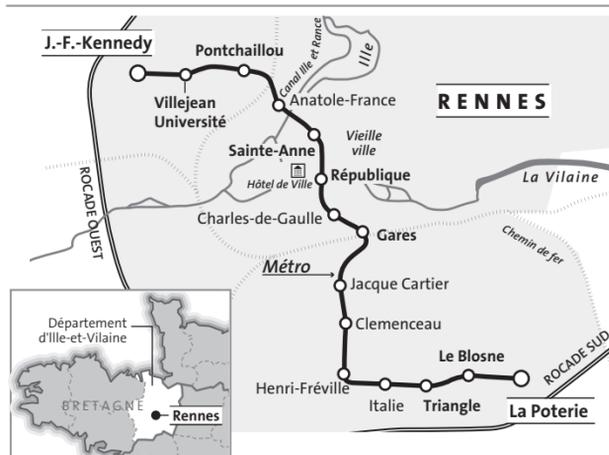 J.-F.-Kennedy
Pontchaillou
Canal Ille et Rance
Ille
Villejean
Université
Anatole-France
RENNES
Sainte-Anne
Vieille
ville
Hôtel de Ville
République
La Vilaine
ROCADE OUEST
Charles-de-Gaulle
Gares
Chemin de fer
Métro
Jacque Cartier
Clemenceau
Département
d'Ille-et-Vilaine
BRETAGNE
Rennes
Henri-Fréville
Italie
Triangle
Le Blosne
La Poterie
ROCADE SUD